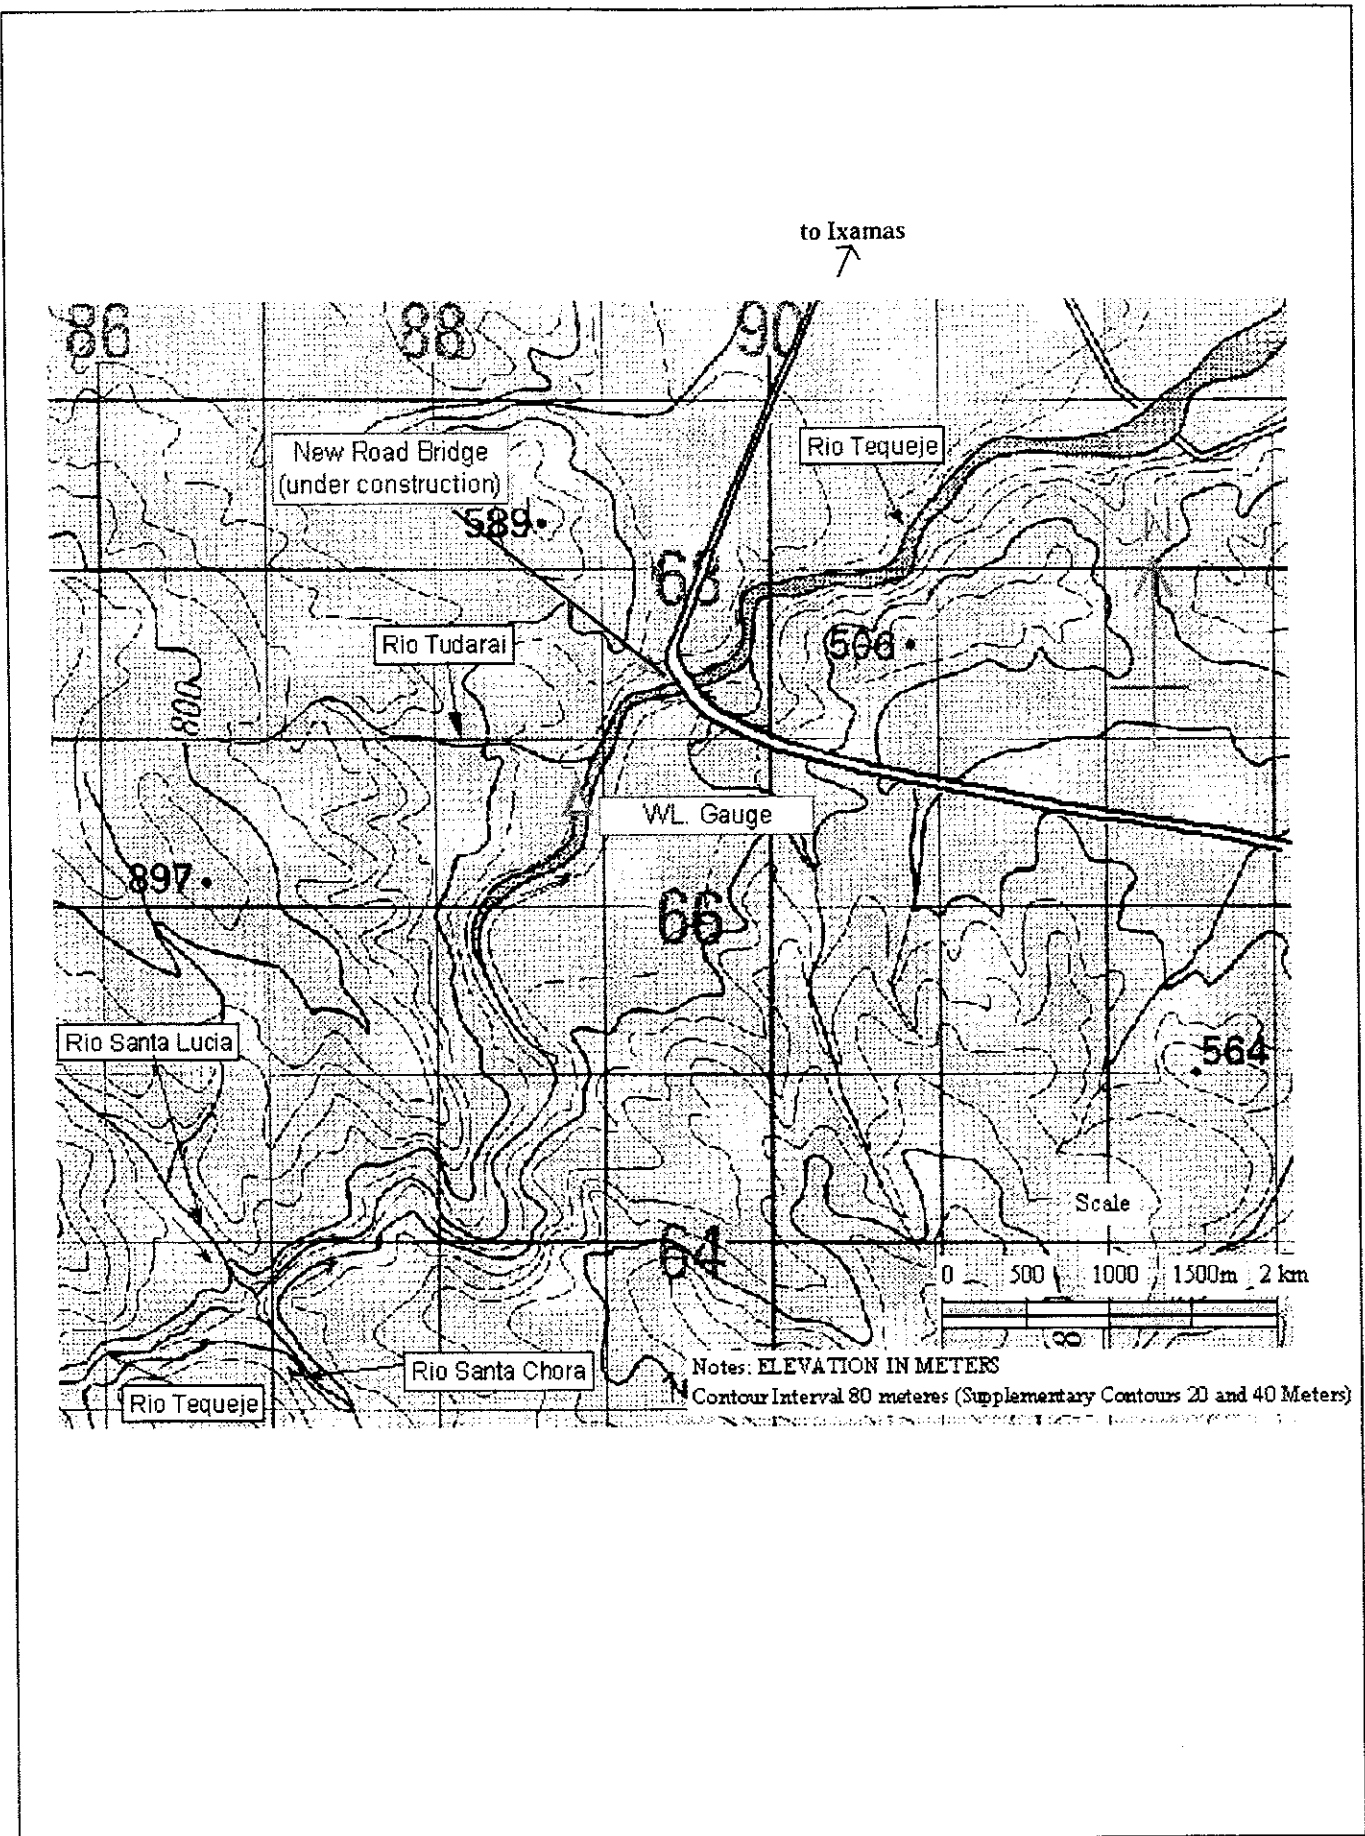 to Ixamas
86
88
90
New Road Bridge
(under construction)
Rio Tequeje
589
68
N
Rio Tudarai
506
800
WL. Gauge
897
66
Rio Santa Lucia
564
Scale
64
0 500 1000 1500m 2 km
Rio Santa Chora
Rio Tequeje
Notes: ELEVATION IN METERS
Contour Interval 80 meteres (Supplementary Contours 20 and 40 Meters)